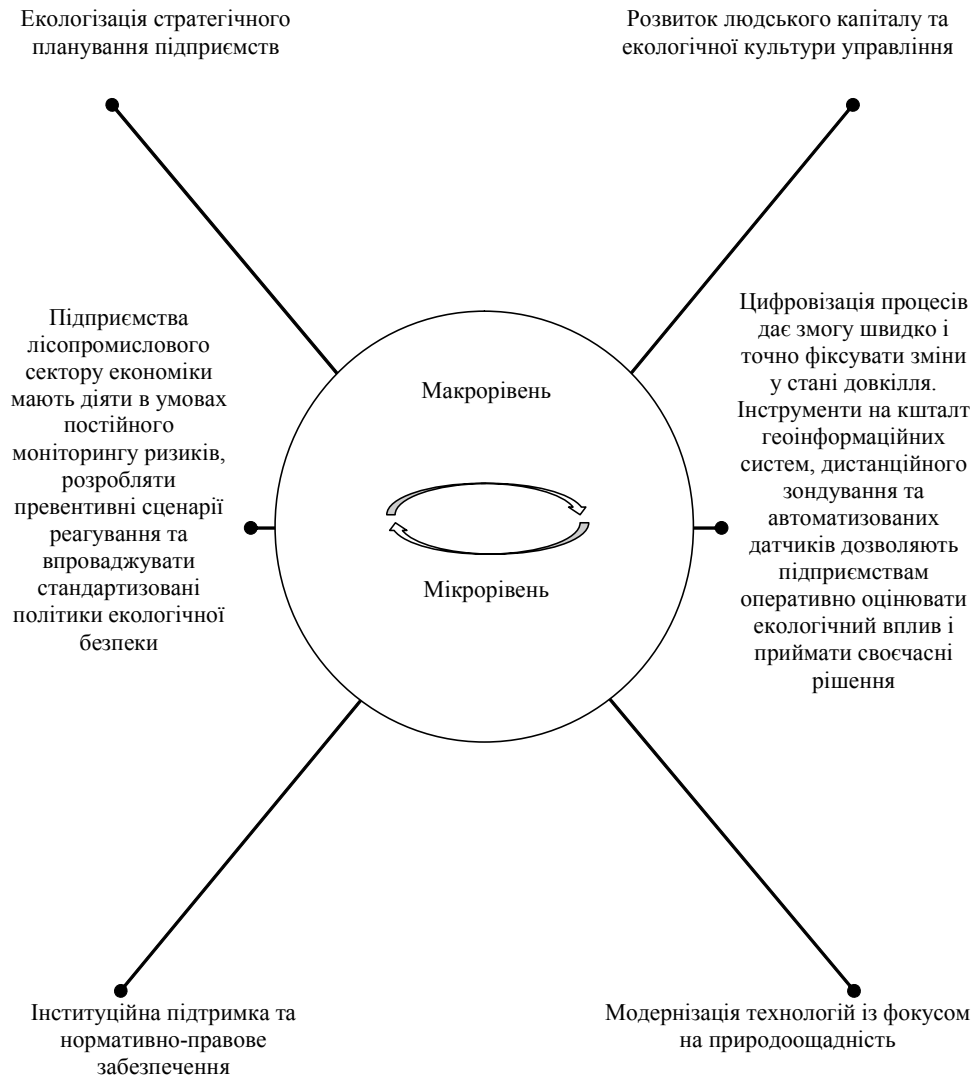 Екологізація стратегічного
планування підприємств
Розвиток людського капіталу та
екологічної культури управління
Підприємства
лісопромислового
сектору економіки
мають діяти в умовах
постійного
моніторингу ризиків,
розробляти
превентивні сценарії
реагування та
впроваджувати
стандартизовані
політики екологічної
безпеки
Макрорівень
Мікрорівень
Цифровізація процесів
дає змогу швидко і
точно фіксувати зміни
у стані довкілля.
Інструменти на кшталт
геоінформаційних
систем, дистанційного
зондування та
автоматизованих
датчиків дозволяють
підприємствам
оперативно оцінювати
екологічний вплив і
приймати своєчасні
рішення
Інституційна підтримка та
нормативно-правове
забезпечення
Модернізація технологій із фокусом
на природоощадність